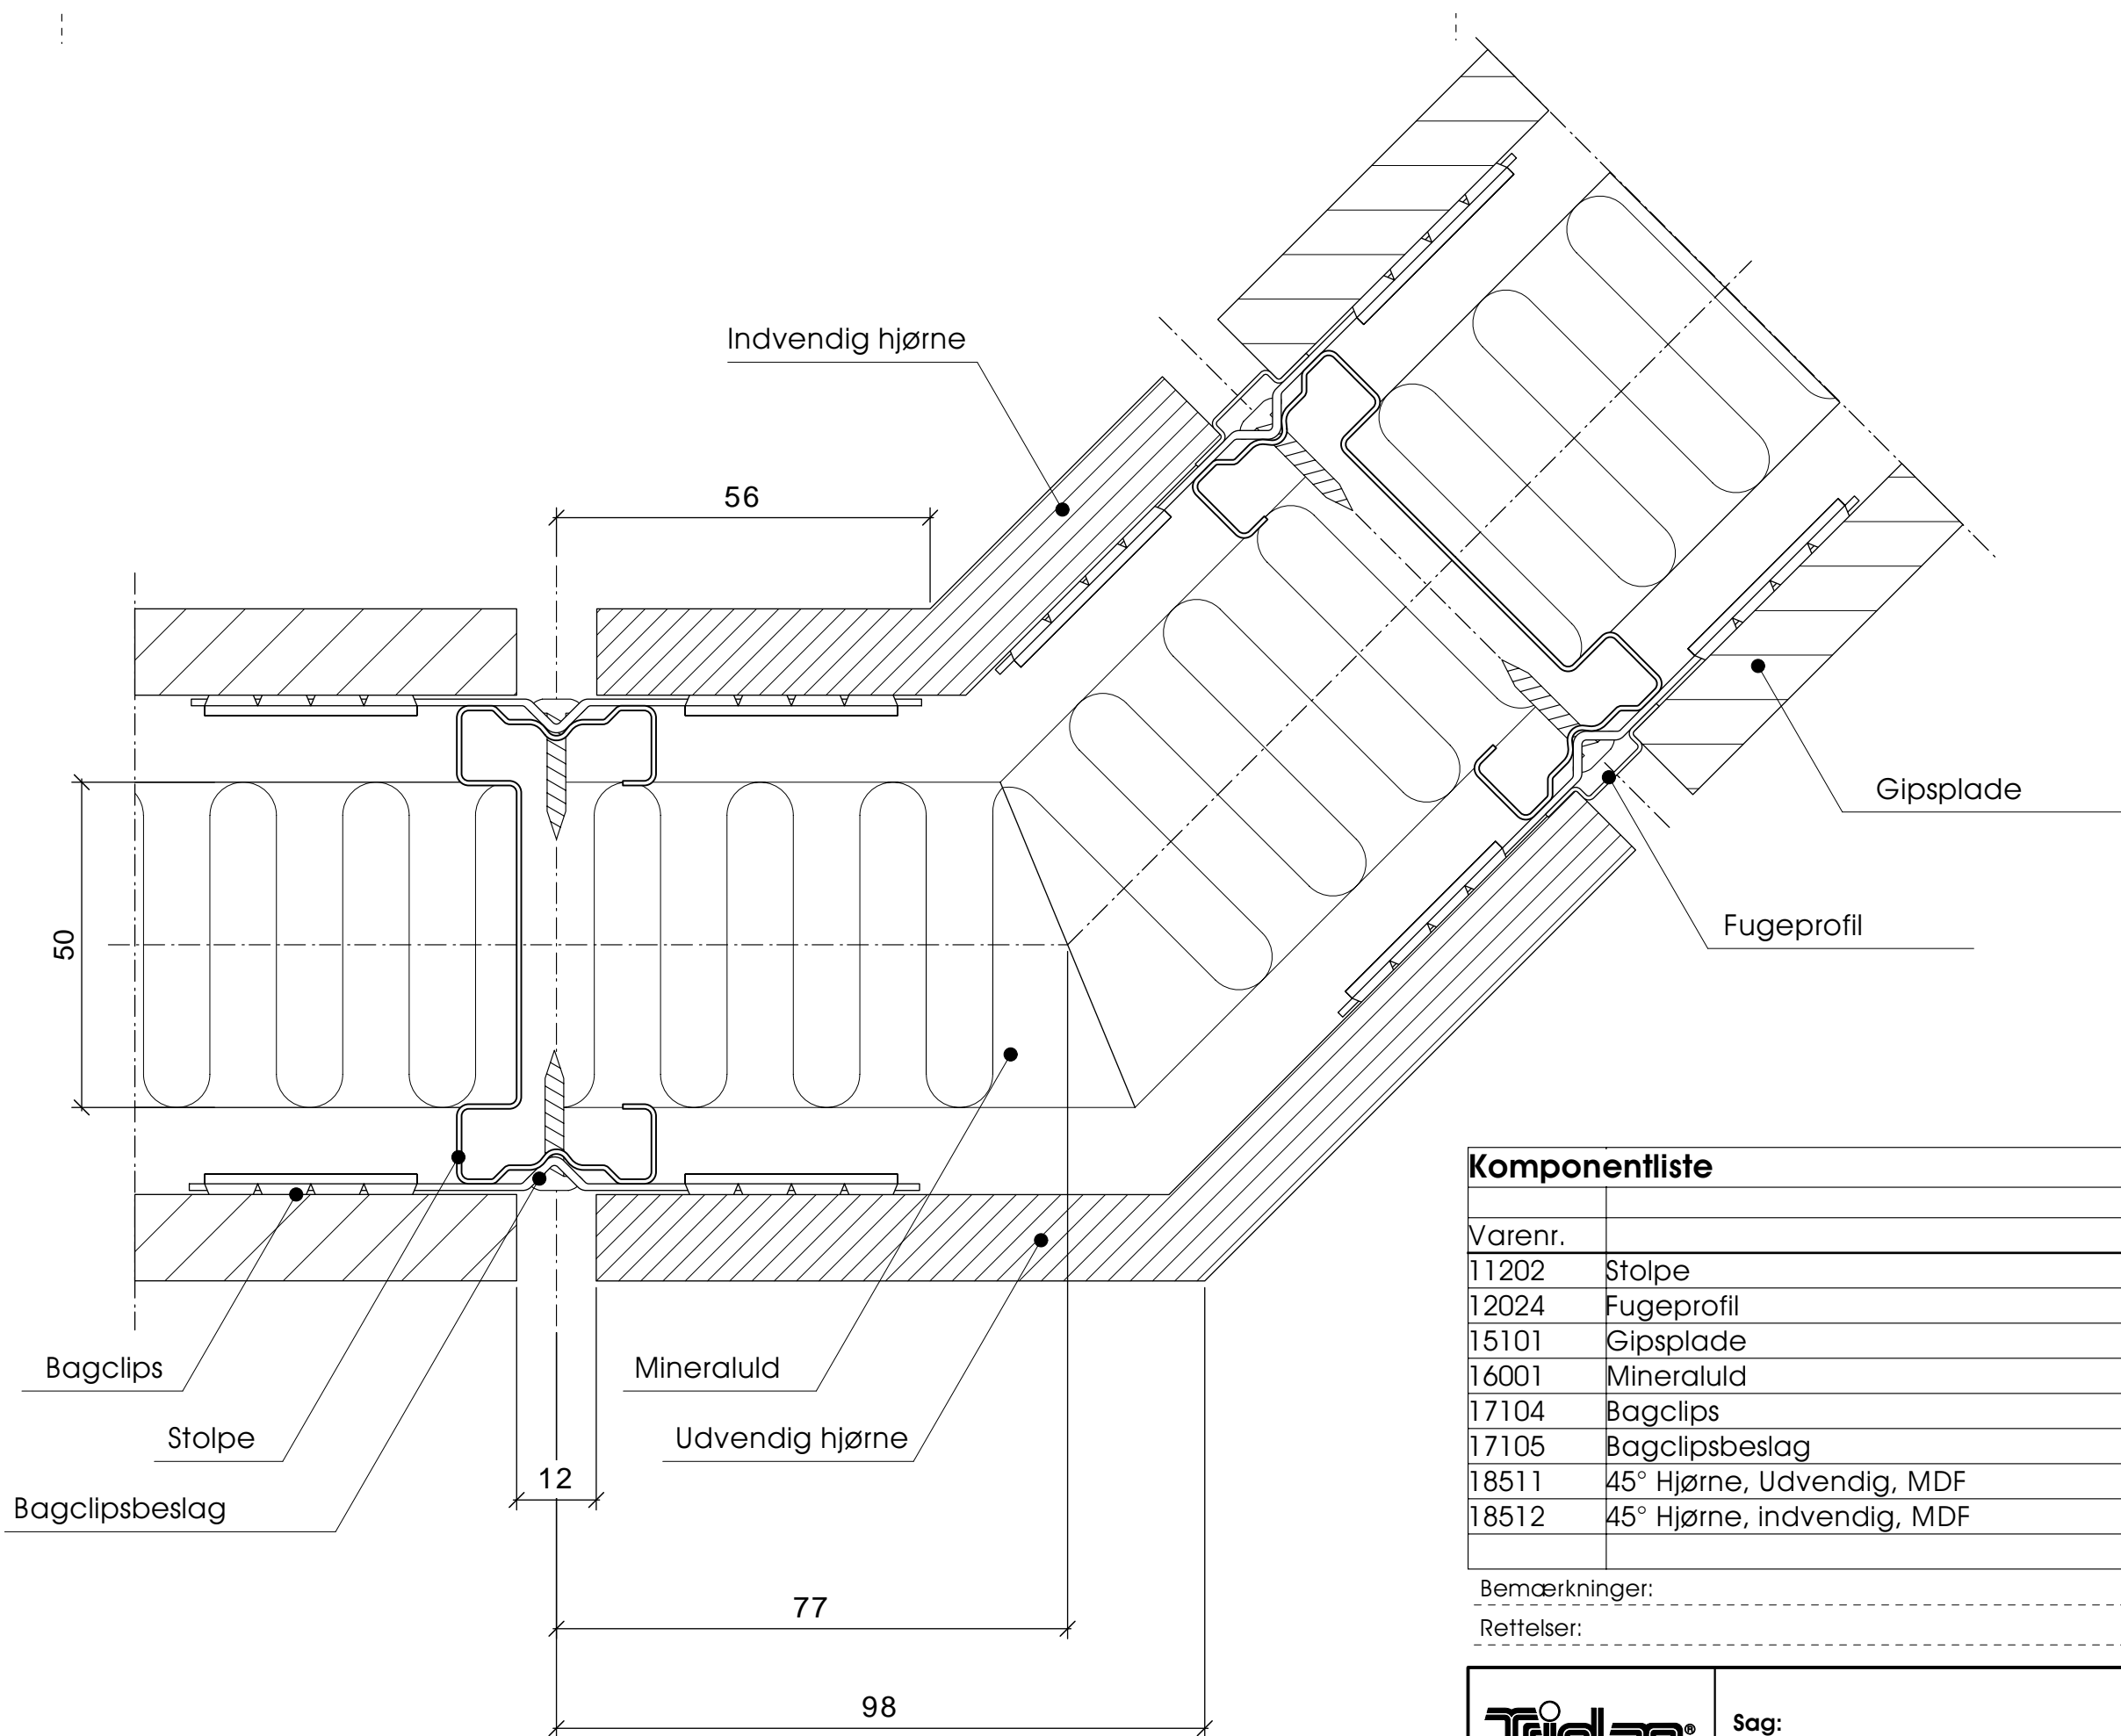 Indvendig hjørne
56
Gipsplade
Fugeprofil
50
Bagclips
Stolpe
Bagclipsbeslag
Mineraluld
Udvendig hjørne
12
77
98
Komponentliste
Varenr.
11202 Stolpe
12024 Fugeprofil
15101 Gipsplade
16001 Mineraluld
17104 Bagclips
17105 Bagclipsbeslag
18511 45° Hjørne, Udvendig, MDF
18512 45° Hjørne, indvendig, MDF
Bemærkninger:
Rettelser:
Sag: